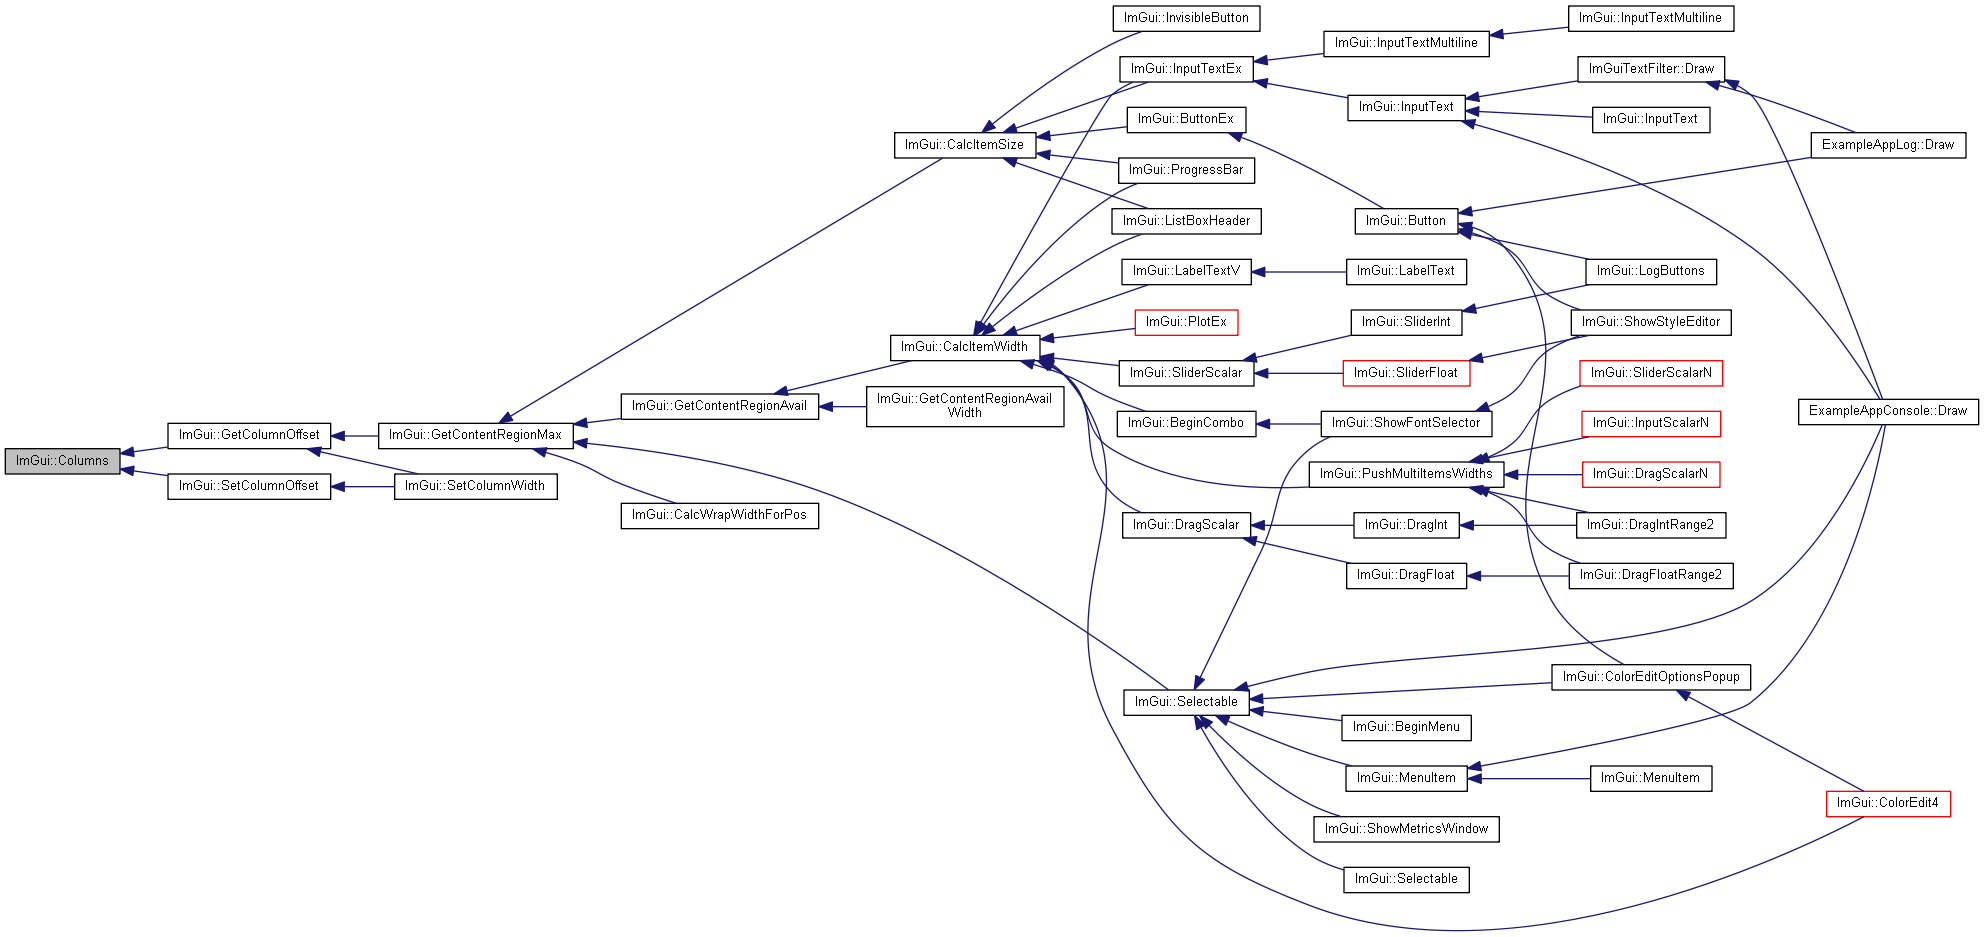 ImGui::Columns
ImGui::GetColumnOffset
ImGui::SetColumnOffset
ImGui::GetContentRegionMax
ImGui::SetColumnWidth
ImGui::GetContentRegionAvail
ImGui::CalcWrapWidthForPos
ImGui::CalcItemSize
ImGui::CalcItemWidth
ImGui::GetContentRegionAvail
Width
ImGui::InvisibleButton
ImGui::InputTextEx
ImGui::ButtonEx
ImGui::ProgressBar
ImGui::ListBoxHeader
ImGui::LabelTextV
ImGui::PlotEx
ImGui::SliderScalar
ImGui::BeginCombo
ImGui::DragScalar
ImGui::Selectable
ImGui::InputTextMultiline
ImGui::InputText
ImGui::Button
ImGui::LabelText
ImGui::SliderInt
ImGui::SliderFloat
ImGui::ShowFontSelector
ImGui::PushMultiItemsWidths
ImGui::DragInt
ImGui::DragFloat
ImGui::BeginMenu
ImGui::MenuItem
ImGui::ShowMetricsWindow
ImGui::Selectable
ImGui::InputTextMultiline
ImGuiTextFilter::Draw
ImGui::InputText
ImGui::LogButtons
ImGui::ShowStyleEditor
ImGui::SliderScalarN
ImGui::InputScalarN
ImGui::DragScalarN
ImGui::DragIntRange2
ImGui::DragFloatRange2
ImGui::ColorEditOptionsPopup
ImGui::MenuItem
ExampleAppLog::Draw
ExampleAppConsole::Draw
ImGui::ColorEdit4